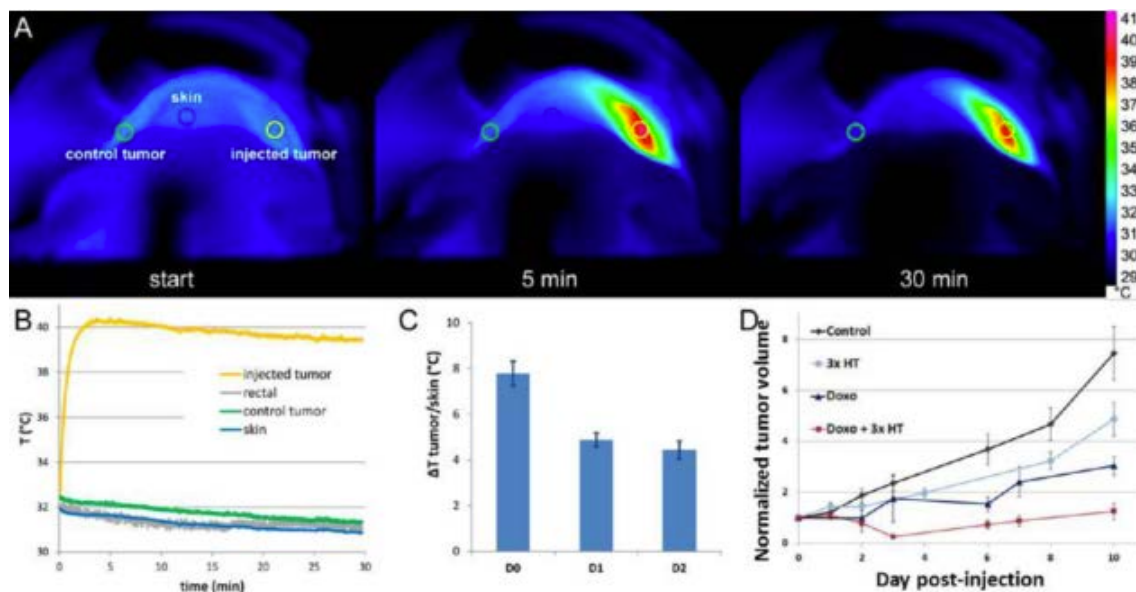 A
skin
control tumor
injected tumor
start
5 min
30 min
41
40
39
38
37
36
35
34
33
32
31
30
29
°C
B
40
38
36
34
32
30
T (°C)
injected tumor
rectal
control tumor
skin
0
5
10
15
20
25
30
time (min)
C
10
8
6
4
2
0
ΔT tumor/skin (°C)
D0
D1
D2
D
8
6
4
2
0
Normalized tumor volume
Control
3x HT
Doxo
Doxo + 3x HT
0
2
4
6
8
10
Day post-injection